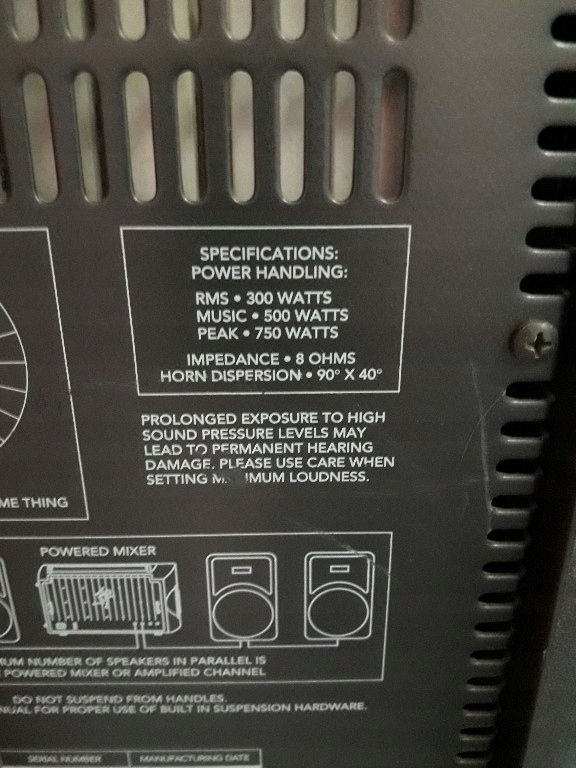 SPECIFICATIONS:
POWER HANDLING:
RMS • 300 WATTS
MUSIC • 500 WATTS
PEAK • 750 WATTS
IMPEDANCE • 8 OHMS
HORN DISPERSION • 90° X 40°
PROLONGED EXPOSURE TO HIGH
SOUND PRESSURE LEVELS MAY
LEAD TO PERMANENT HEARING
DAMAGE. PLEASE USE CARE WHEN
SETTING M IMUM LOUDNESS.
ME THING
POWERED MIXER
UM NUMBER OF SPEAKERS IN PARALLEL IS
POWERED MIXER OR AMPLIFIED CHANNEL
DO NOT SUSPEND FROM HANDLES.
NUAL FOR PROPER USE OF BUILT IN SUSPENSION HARDWARE.
SERIAL NUMBER
MANUFACTURING DATE